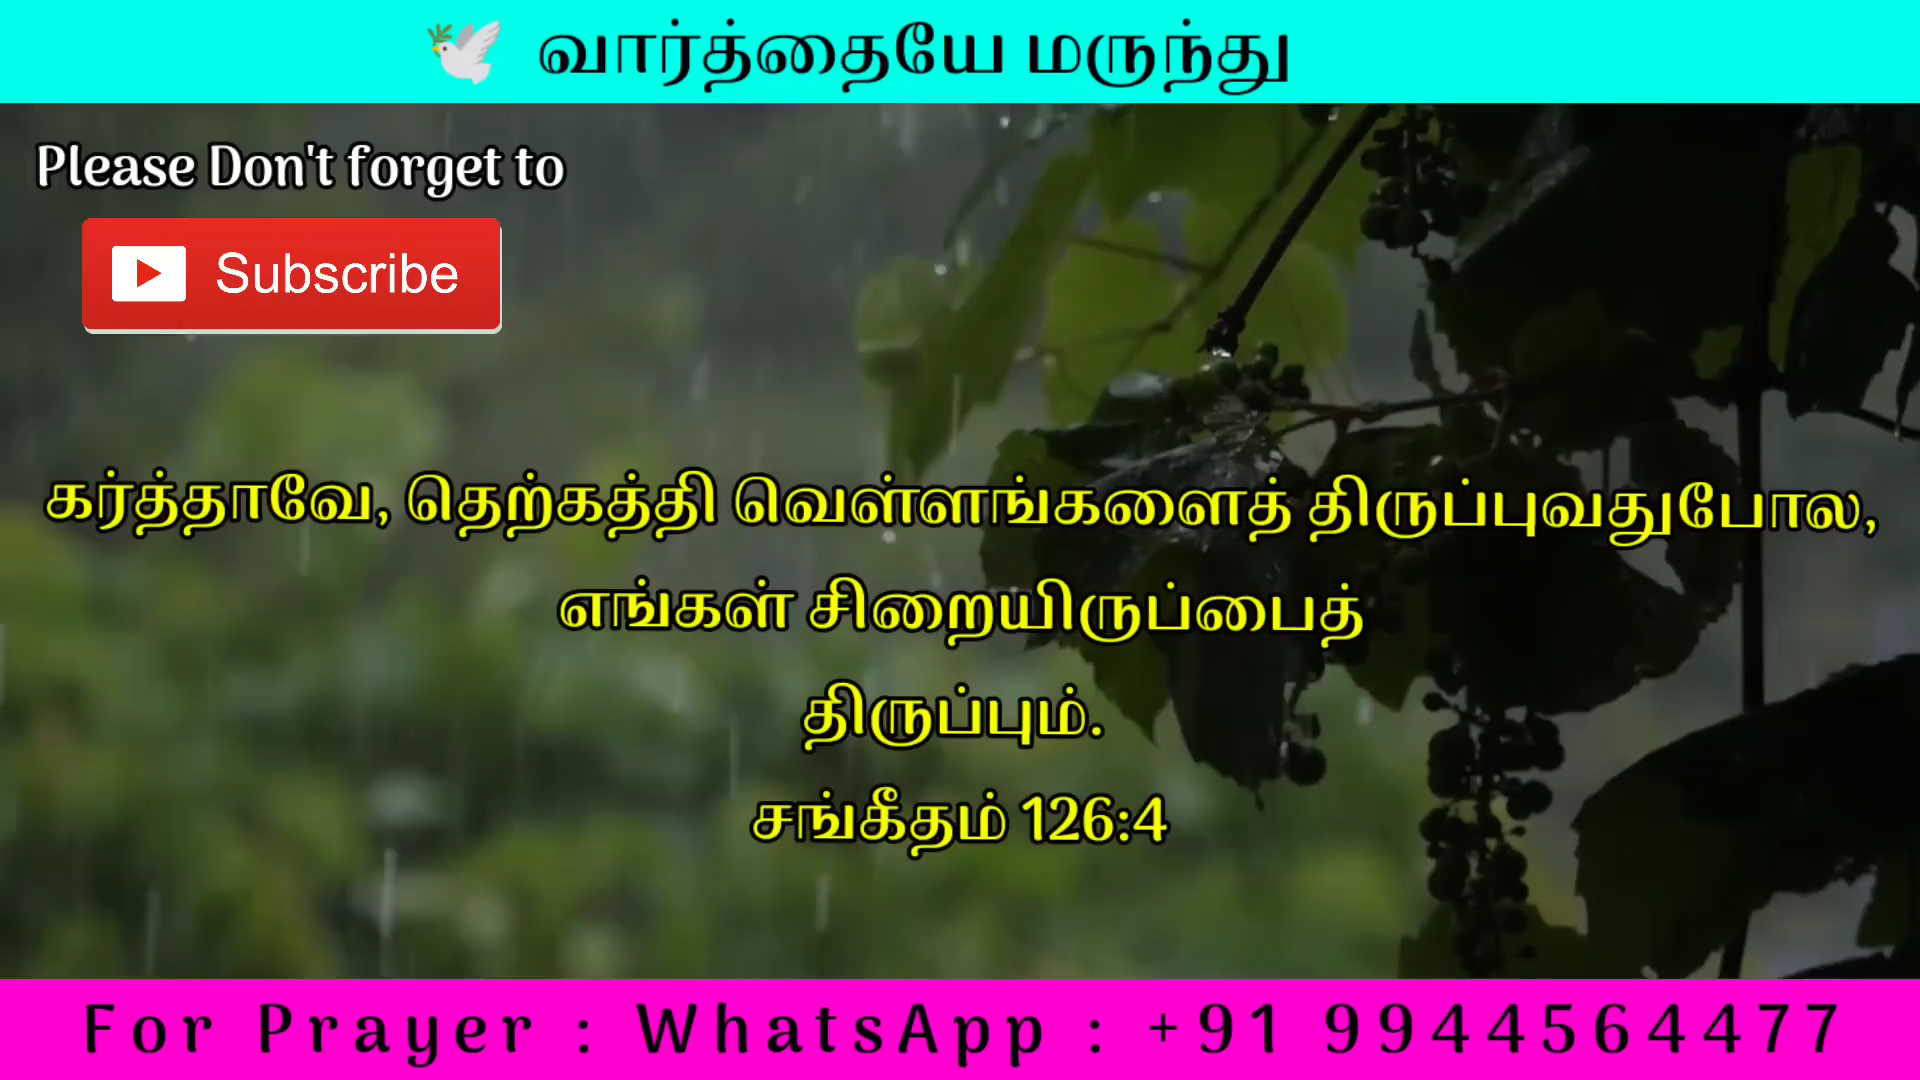 வார்த்தையே மருந்து
Please Don't forget to
Subscribe
கர்த்தாவே, தெற்கத்தி வெள்ளங்களைத் திருப்புவதுபோல,
எங்கள் சிறையிருப்பைத்
திருப்பும்.
சங்கீதம் 126:4
For Prayer : WhatsApp : +91 9944564477